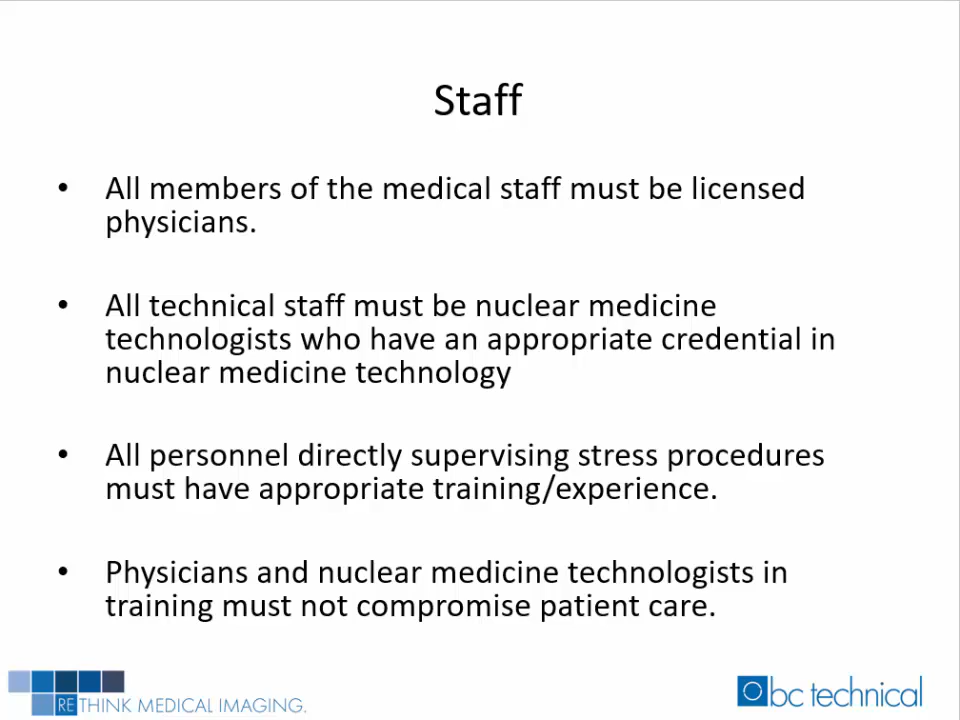 Staff
• All members of the medical staff must be licensed
physicians.
• All technical staff must be nuclear medicine
technologists who have an appropriate credential in
nuclear medicine technology
• All personnel directly supervising stress procedures
must have appropriate training/experience.
• Physicians and nuclear medicine technologists in
training must not compromise patient care.
RETHINK MEDICAL IMAGING.
bc technical